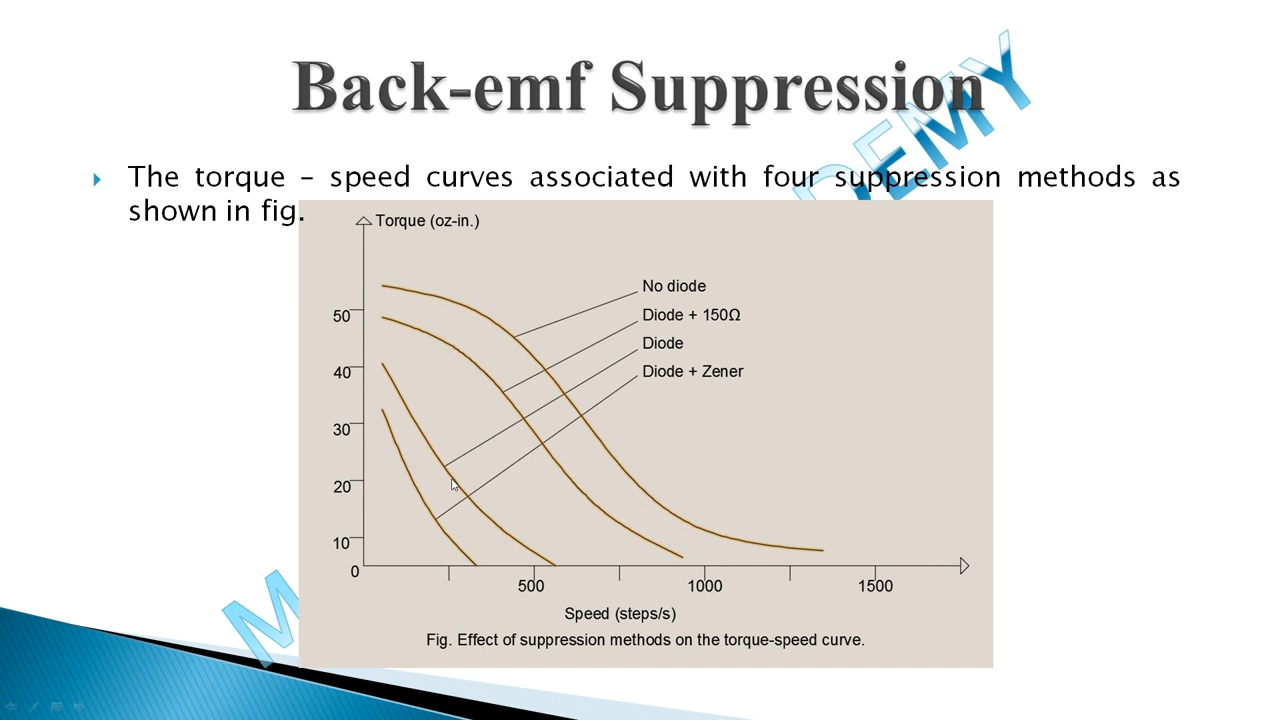 Back-emf Suppression
The torque – speed curves associated with four suppression methods as
shown in fig.
Torque (oz-in.)
No diode
Diode + 150Ω
Diode
Diode + Zener
50
40
30
20
10
0
500
1000
1500
Speed (steps/s)
Fig. Effect of suppression methods on the torque-speed curve.